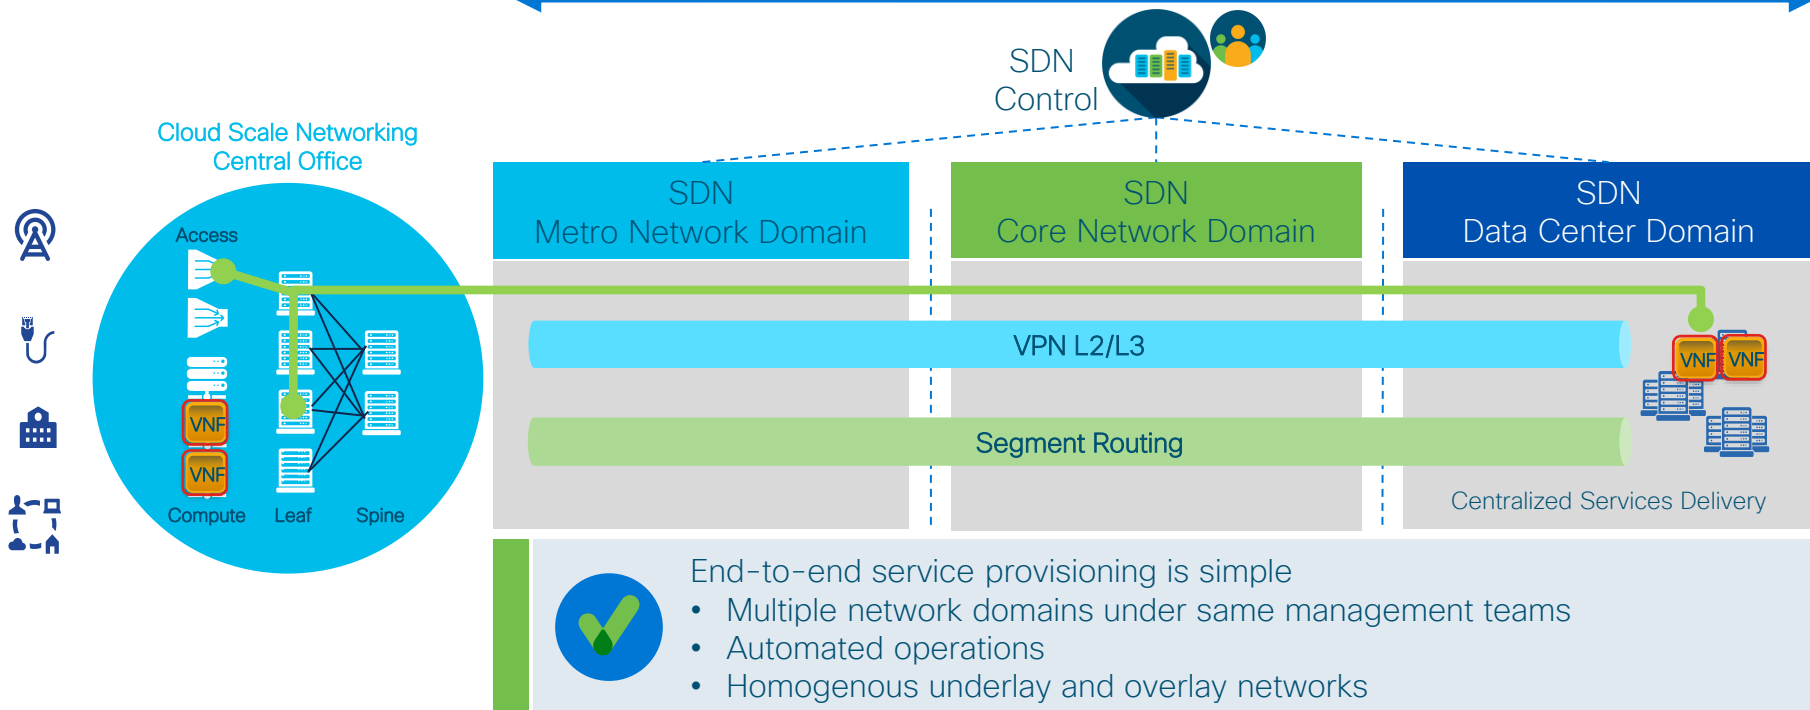 SDN
Control
Cloud Scale Networking
Central Office
SDN
Metro Network Domain
SDN
Core Network Domain
SDN
Data Center Domain
Access
VPN L2/L3
VNF
VNF
VNF
Segment Routing
VNF
Centralized Services Delivery
Compute
Leaf
Spine
End-to-end service provisioning is simple
• Multiple network domains under same management teams
• Automated operations
• Homogenous underlay and overlay networks